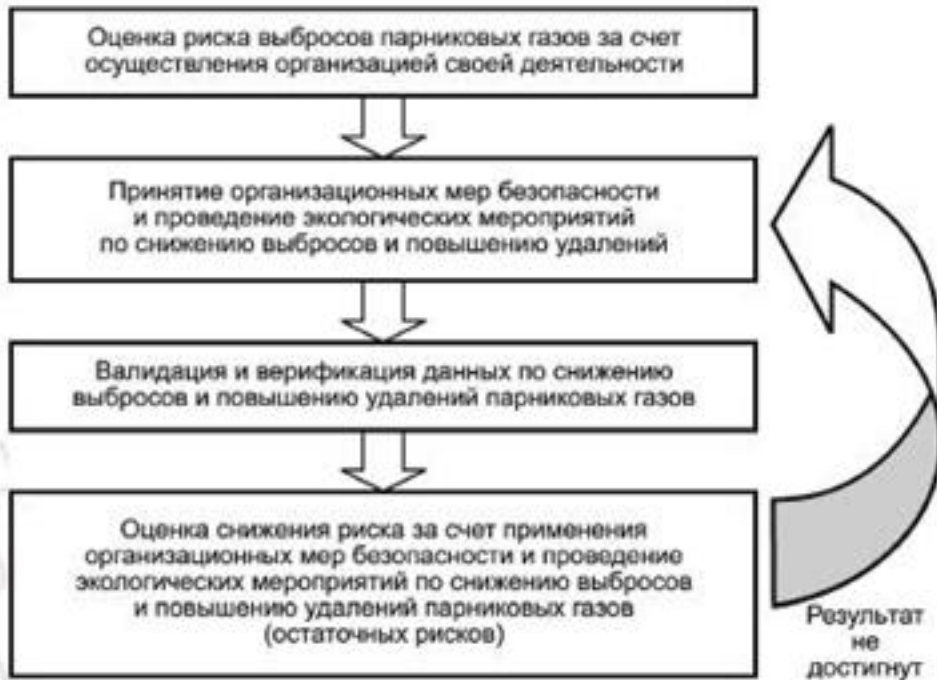 Оценка риска выбросов парниковых газов за счет
осуществления организацией своей деятельности
Принятие организационных мер безопасности
и проведение экологических мероприятий
по снижению выбросов и повышению удалений
Валидация и верификация данных по снижению
выбросов и повышению удалений парниковых газов
Оценка снижения риска за счет применения
организационных мер безопасности и проведение
экологических мероприятий по снижению выбросов
и повышению удалений парниковых газов
(остаточных рисков)
Результат
не
достигнут